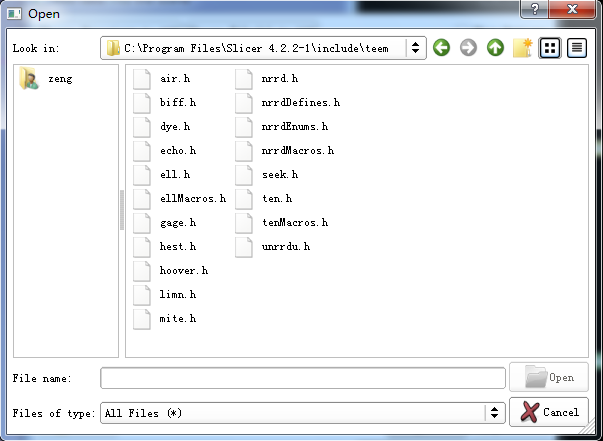 Open
Look in: C:\Program Files\Slicer 4.2.2-1\include\teem
zeng
air.h
biff.h
dye.h
echo.h
ell.h
ellMacros.h
gage.h
hest.h
hoover.h
limn.h
mite.h
nrrd.h
nrrdDefines.h
nrrdEnums.h
nrrdMacros.h
seek.h
ten.h
tenMacros.h
unrrdu.h
File name:
Open
Files of type: All Files (*)
Cancel